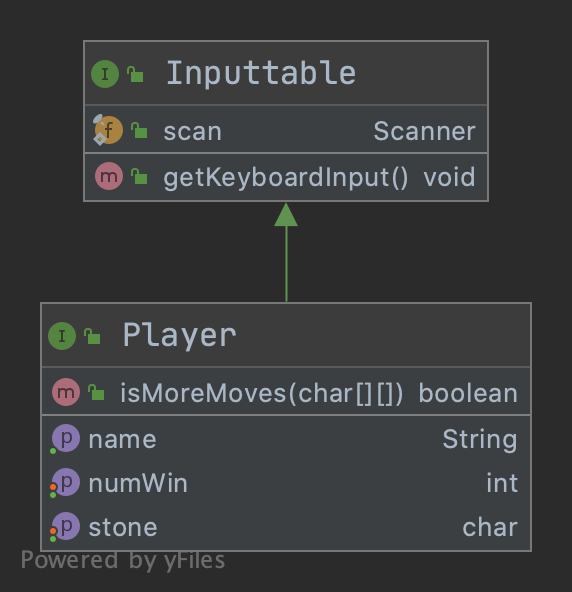 I Inputtable
f scan Scanner
m getKeyboardInput() void
I Player
m isMoreMoves(char[][]) boolean
p name String
p numWin int
p stone char
Powered by yFiles